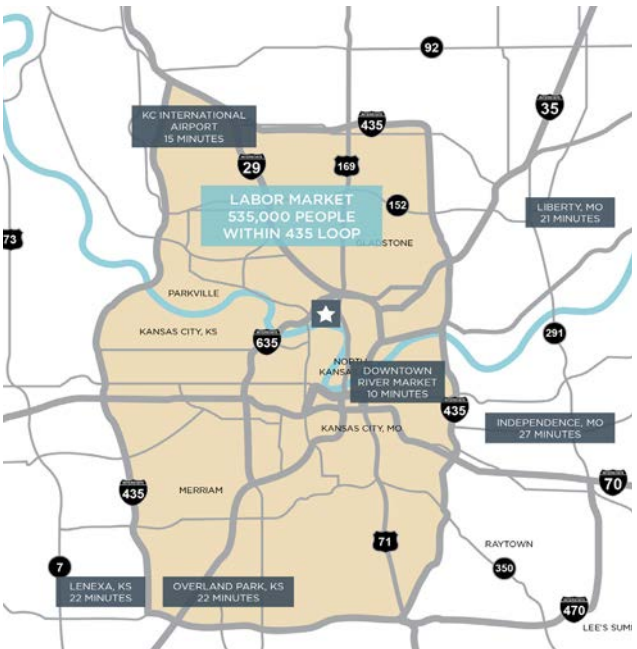 92
35
KC INTERNATIONAL
AIRPORT
15 MINUTES
435
29
169
LABOR MARKET
535,000 PEOPLE
WITHIN 435 LOOP
152
LIBERTY, MO
21 MINUTES
73
GLADSTONE
PARKVILLE
KANSAS CITY, KS
635
291
NORTH
KANSAS
DOWNTOWN
RIVER MARKET
10 MINUTES
435
INDEPENDENCE, MO
27 MINUTES
KANSAS CITY, MO
70
435
MERRIAM
71
RAYTOWN
7
350
LENEXA, KS
22 MINUTES
OVERLAND PARK, KS
22 MINUTES
470
LEE'S SUM